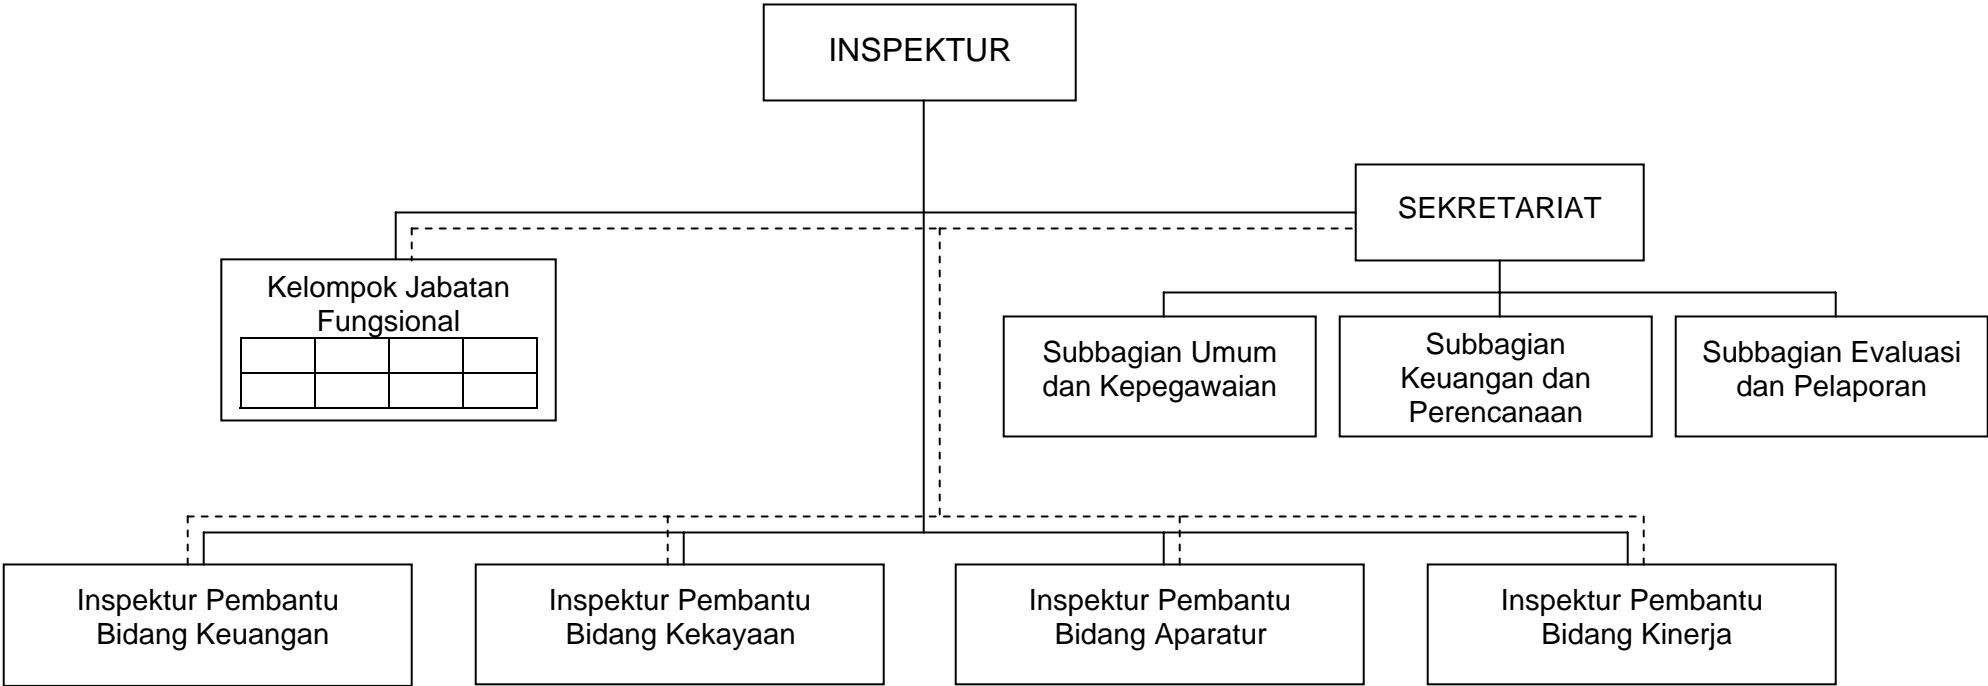 INSPEKTUR
SEKRETARIAT
Kelompok Jabatan
Fungsional
Subbagian Umum
dan Kepegawaian
Subbagian
Keuangan dan
Perencanaan
Subbagian Evaluasi
dan Pelaporan
Inspektur Pembantu
Bidang Keuangan
Inspektur Pembantu
Bidang Kekayaan
Inspektur Pembantu
Bidang Aparatur
Inspektur Pembantu
Bidang Kinerja